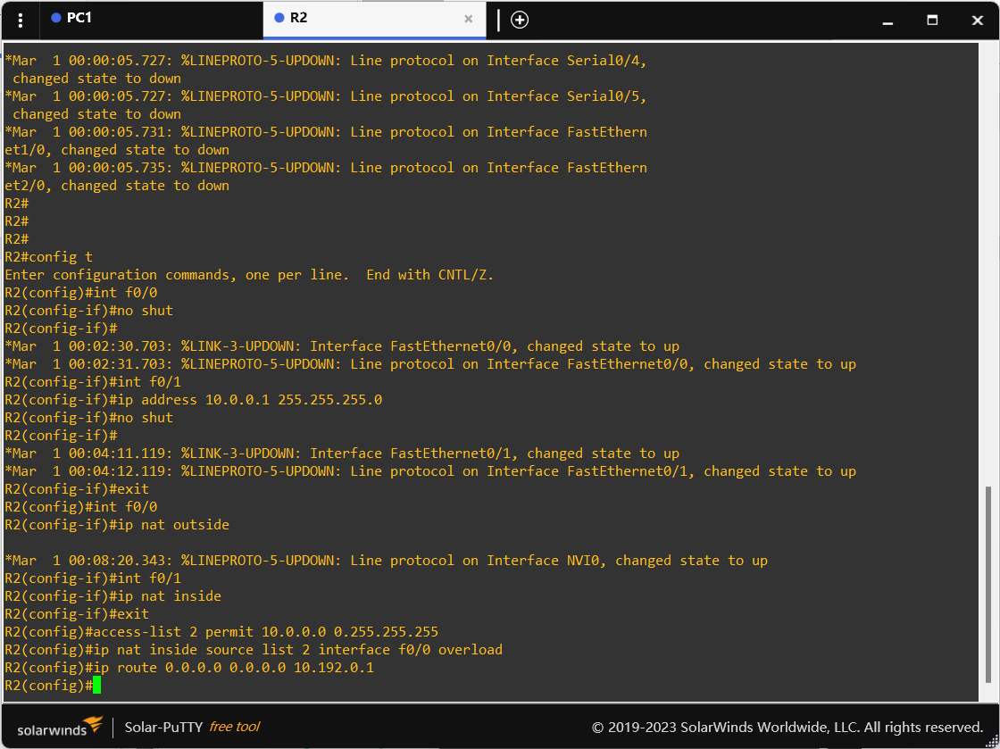 PC1
R2
*Mar  1 00:00:05.727: %LINEPROTO-5-UPDOWN: Line protocol on Interface Serial0/4,
 changed state to down
*Mar  1 00:00:05.727: %LINEPROTO-5-UPDOWN: Line protocol on Interface Serial0/5,
 changed state to down
*Mar  1 00:00:05.731: %LINEPROTO-5-UPDOWN: Line protocol on Interface FastEthern
et1/0, changed state to down
*Mar  1 00:00:05.735: %LINEPROTO-5-UPDOWN: Line protocol on Interface FastEthern
et2/0, changed state to down
R2#
R2#
R2#
R2#config t
Enter configuration commands, one per line.  End with CNTL/Z.
R2(config)#int f0/0
R2(config-if)#no shut
R2(config-if)#
*Mar  1 00:02:30.703: %LINK-3-UPDOWN: Interface FastEthernet0/0, changed state to up
*Mar  1 00:02:31.703: %LINEPROTO-5-UPDOWN: Line protocol on Interface FastEthernet0/0, changed state to up
R2(config-if)#int f0/1
R2(config-if)#ip address 10.0.0.1 255.255.255.0
R2(config-if)#no shut
R2(config-if)#
*Mar  1 00:04:11.119: %LINK-3-UPDOWN: Interface FastEthernet0/1, changed state to up
*Mar  1 00:04:12.119: %LINEPROTO-5-UPDOWN: Line protocol on Interface FastEthernet0/1, changed state to up
R2(config-if)#exit
R2(config)#int f0/0
R2(config-if)#ip nat outside
*Mar  1 00:08:20.343: %LINEPROTO-5-UPDOWN: Line protocol on Interface NVI0, changed state to up
R2(config-if)#int f0/1
R2(config-if)#ip nat inside
R2(config-if)#exit
R2(config)#access-list 2 permit 10.0.0.0 0.255.255.255
R2(config)#ip nat inside source list 2 interface f0/0 overload
R2(config)#ip route 0.0.0.0 0.0.0.0 10.192.0.1
R2(config)#
solarwinds Solar-PuTTY free tool © 2019-2023 SolarWinds Worldwide, LLC. All rights reserved.